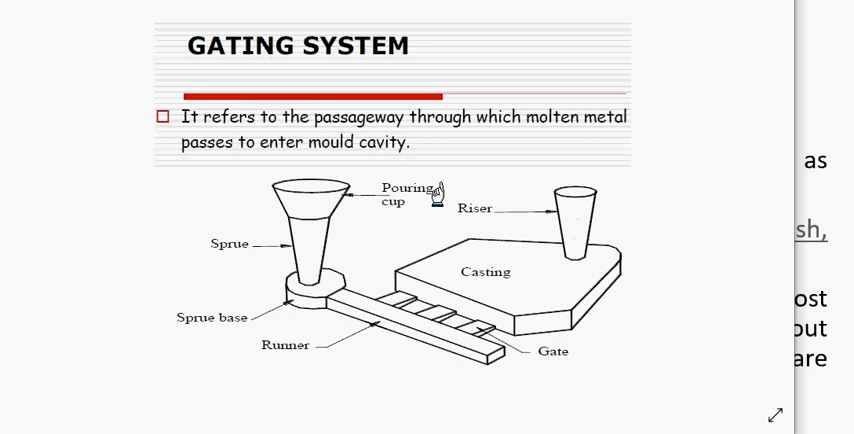 GATING SYSTEM
It refers to the passageway through which molten metal
passes to enter mould cavity.
Pouring
cup
Riser
Sprue
Casting
Sprue base
Runner
Gate
as
sh,
ost
out
are